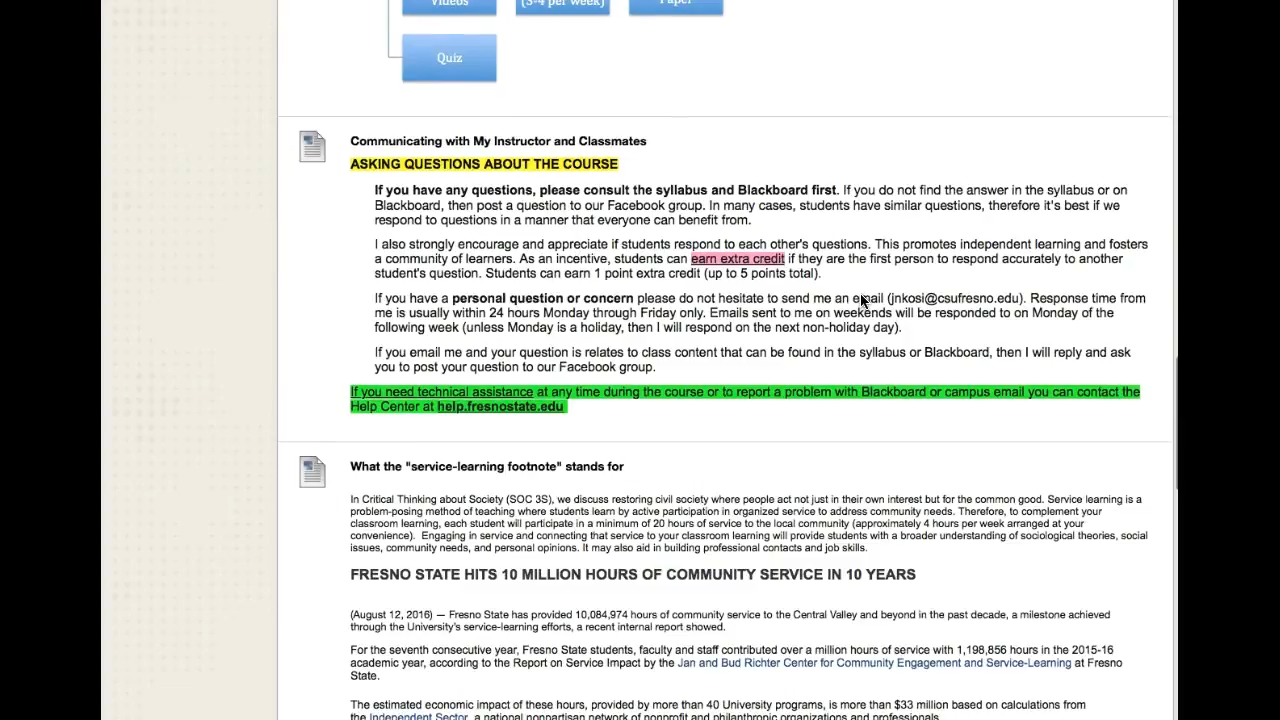 Videos
(3-4 per week)
Paper
Quiz
Communicating with My Instructor and Classmates
ASKING QUESTIONS ABOUT THE COURSE
If you have any questions, please consult the syllabus and Blackboard first. If you do not find the answer in the syllabus or on
Blackboard, then post a question to our Facebook group. In many cases, students have similar questions, therefore it's best if we
respond to questions in a manner that everyone can benefit from.
I also strongly encourage and appreciate if students respond to each other's questions. This promotes independent learning and fosters
a community of learners. As an incentive, students can earn extra credit if they are the first person to respond accurately to another
student's question. Students can earn 1 point extra credit (up to 5 points total).
If you have a personal question or concern please do not hesitate to send me an email (jnkosi@csufresno.edu). Response time from
me is usually within 24 hours Monday through Friday only. Emails sent to me on weekends will be responded to on Monday of the
following week (unless Monday is a holiday, then I will respond on the next non-holiday day).
If you email me and your question is relates to class content that can be found in the syllabus or Blackboard, then I will reply and ask
you to post your question to our Facebook group.
If you need technical assistance at any time during the course or to report a problem with Blackboard or campus email you can contact the
Help Center at help.fresnostate.edu
What the "service-learning footnote" stands for
In Critical Thinking about Society (SOC 3S), we discuss restoring civil society where people act not just in their own interest but for the common good. Service learning is a
problem-posing method of teaching where students learn by active participation in organized service to address community needs. Therefore, to complement your
classroom learning, each student will participate in a minimum of 20 hours of service to the local community (approximately 4 hours per week arranged at your
convenience). Engaging in service and connecting that service to your classroom learning will provide students with a broader understanding of sociological theories, social
issues, community needs, and personal opinions. It may also aid in building professional contacts and job skills.
FRESNO STATE HITS 10 MILLION HOURS OF COMMUNITY SERVICE IN 10 YEARS
(August 12, 2016) — Fresno State has provided 10,084,974 hours of community service to the Central Valley and beyond in the past decade, a milestone achieved
through the University's service-learning efforts, a recent internal report showed.
For the seventh consecutive year, Fresno State students, faculty and staff contributed over a million hours of service with 1,198,856 hours in the 2015-16
academic year, according to the Report on Service Impact by the Jan and Bud Richter Center for Community Engagement and Service-Learning at Fresno
State.
The estimated economic impact of these hours, provided by more than 40 University programs, is more than $33 million based on calculations from
the Independent Sector, a national nonpartisan network of nonprofit and philanthropic organizations and professionals.